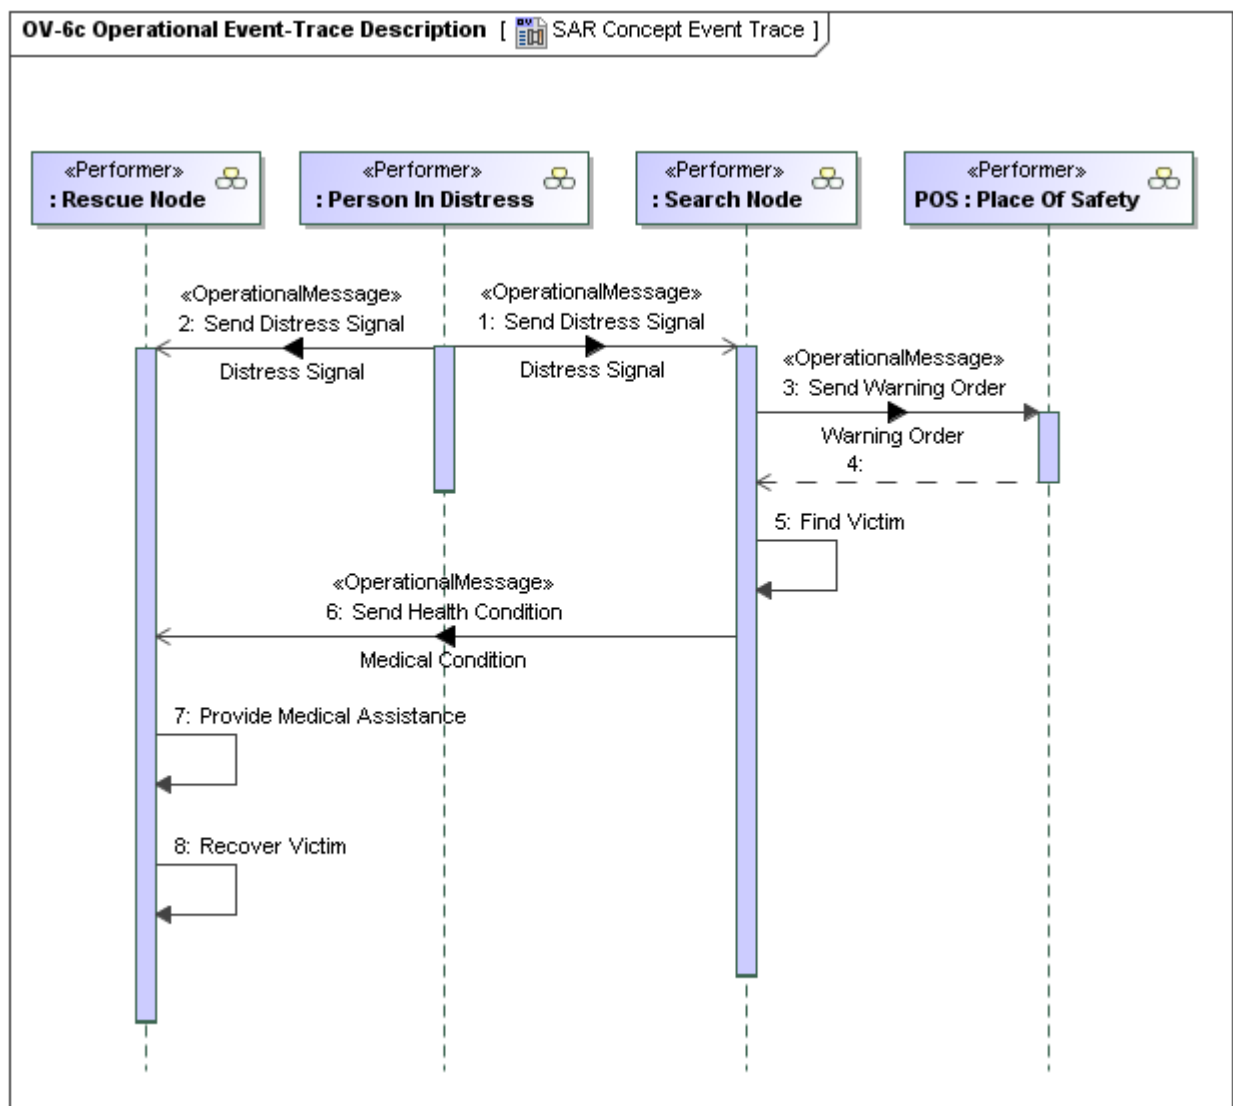 OV-6c Operational Event-Trace Description [ OV SAR Concept Event Trace ]
«Performer»
: Rescue Node
«Performer»
: Person In Distress
«Performer»
: Search Node
«Performer»
POS : Place Of Safety
«OperationalMessage»
2: Send Distress Signal
Distress Signal
«OperationalMessage»
1: Send Distress Signal
Distress Signal
«OperationalMessage»
3: Send Warning Order
Warning Order
4:
5: Find Victim
«OperationalMessage»
6: Send Health Condition
Medical Condition
7: Provide Medical Assistance
8: Recover Victim